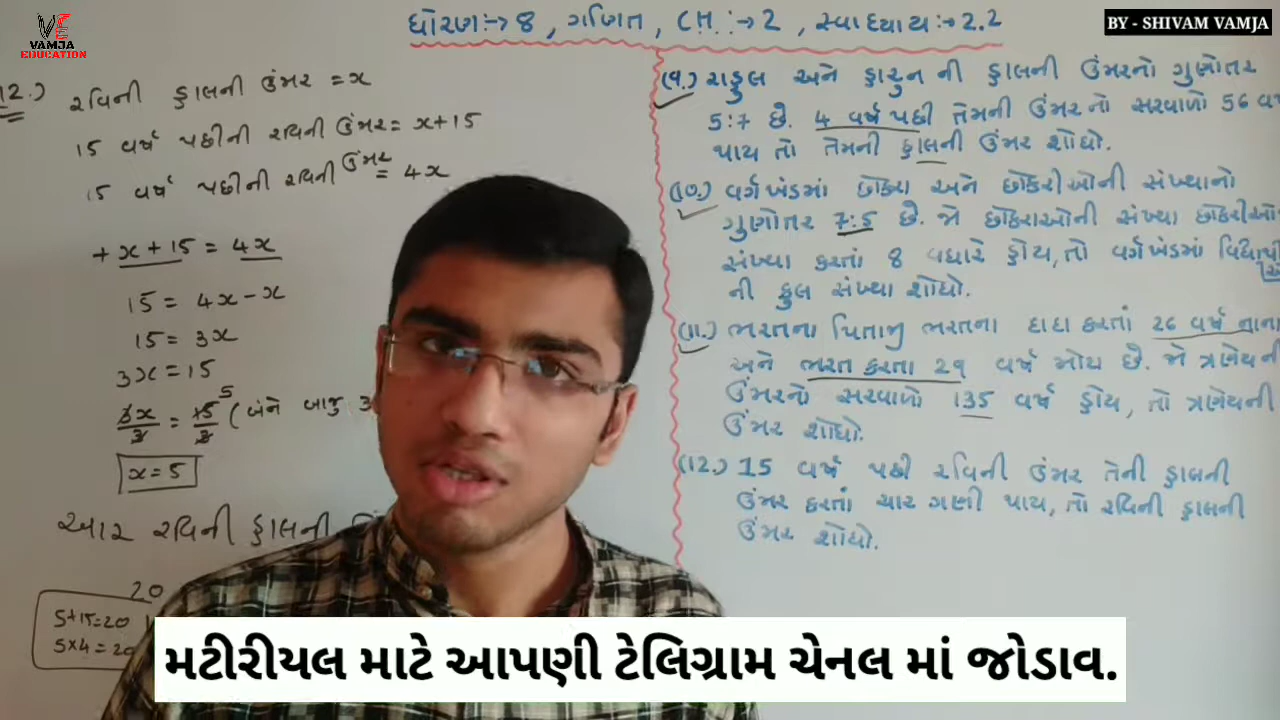 VE
VAMJA
EDUCATION
ધોરણ:→ 8 , ગણિત , CH. :→ 2 , સ્વાધ્યાય :→ 2.2
BY - SHIVAM VAMJA
12.) રવિની હાલની ઉંમર = x
15 વર્ષ પછીની રવિની ઉંમર = x+15
15 વર્ષ પછીની રવિની ઉંમર = 4x
+ x + 15 = 4x
15 = 4x - x
15 = 3x
3x = 15
3x/3 = 15/3 5 ( બંને બાજુ 3
x = 5
આર રવિની હાલની
20
5+15=20
5x4 = 20
(9.) રાહુલ અને હારુન ની હાલની ઉંમરનો ગુણોતર
5:7 છે. 4 વર્ષ પછી તેમની ઉંમરનો સરવાળો 56 વર્ષ
થાય તો તેમની હાલની ઉંમર શોધો.
(10.) વર્ગખંડમાં છોકરા અને છોકરીઓની સંખ્યાનો
ગુણોતર 7:5 છે. જો છોકરાઓની સંખ્યા છોકરીઓ
સંખ્યા કરતાં 8 વધારે હોય, તો વર્ગખંડમાં વિદ્યાર્થી
ની કુલ સંખ્યા શોધો.
(11.) ભરતના પિતાજી ભરતના દાદા કરતાં 26 વર્ષ નાના
અને ભરત કરતા 29 વર્ષ મોટા છે. જો ત્રણેયની
ઉંમરનો સરવાળો 135 વર્ષ હોય, તો ત્રણેયની
ઉંમર શોધો.
(12.) 15 વર્ષ પછી રવિની ઉંમર તેની હાલની
ઉંમર કરતાં ચાર ગણી થાય, તો રવિની હાલની
ઉંમર શોધો.
મટીરીયલ માટે આપણી ટેલિગ્રામ ચેનલ માં જોડાવ.